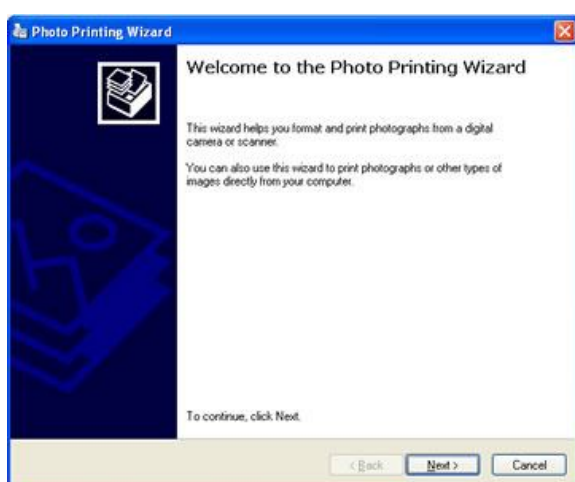 Photo Printing Wizard
Welcome to the Photo Printing Wizard
This wizard helps you format and print photographs from a digital
camera or scanner.
You can also use this wizard to print photographs or other types of
images directly from your computer.
To continue, click Next.
< Back
Next >
Cancel